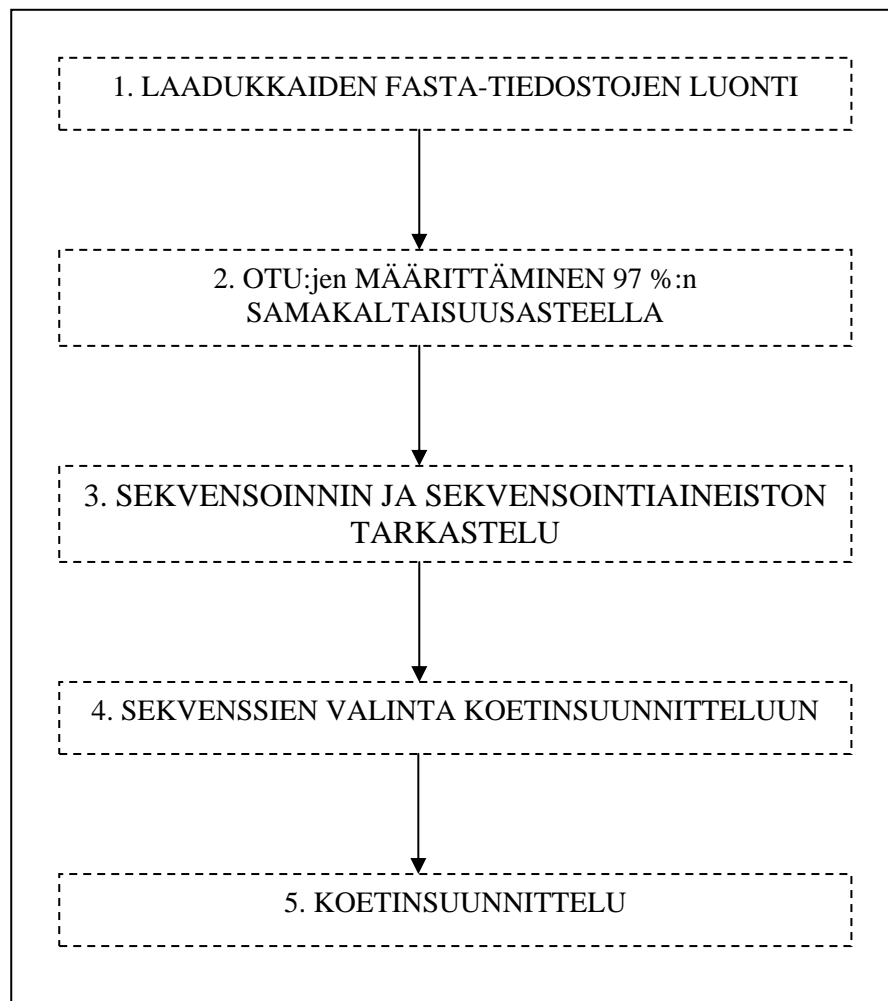 1. LAADUKKAIDEN FASTA-TIEDOSTOJEN LUONTI
2. OTU:jen MÄÄRITTÄMINEN 97 %:n
SAMAKALTAISUUSASTEELLA
3. SEKVENSOINNIN JA SEKVENSOINTIAINEISTON
TARKASTELU
4. SEKVENSSIEN VALINTA KOETINSUUNNITTELUUN
5. KOETINSUUNNITTELU